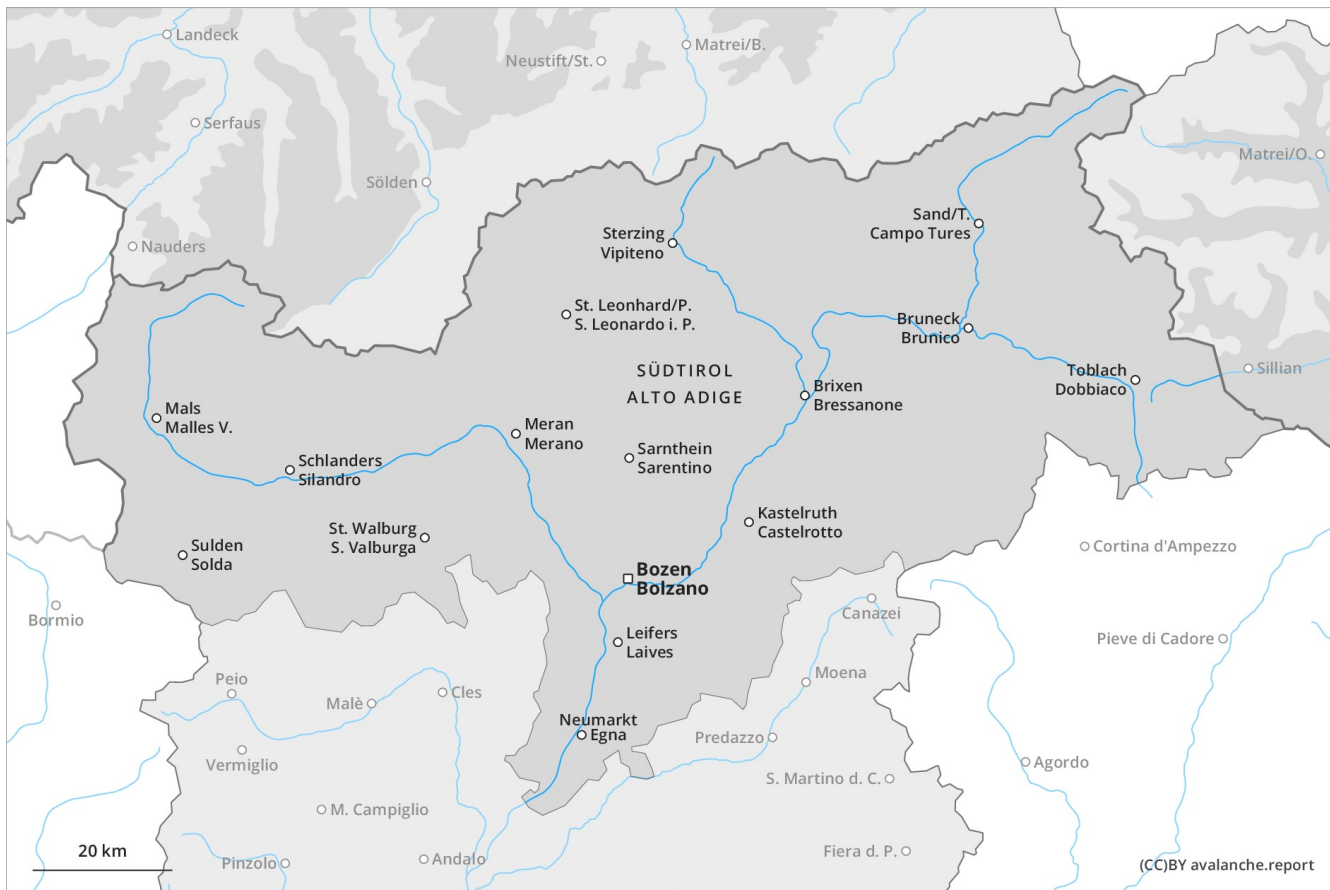 Landeck
Neustift/St.
Matrei/B.
Serfaus
Matrei/O.
Sölden
Nauders
Sand/T.
Campo Tures
Sterzing
Vipiteno
St. Leonhard/P.
S. Leonardo i. P.
Bruneck
Brunico
SÜDTIROL
ALTO ADIGE
Toblach
Dobbiaco
Sillian
Brixen
Bressanone
Mals
Malles V.
Meran
Merano
Schlanders
Silandro
Sarnthein
Sarentino
Kastelruth
Castelrotto
St. Walburg
S. Valburga
Sulden
Solda
Cortina d'Ampezzo
Bozen
Bolzano
Bormio
Canazei
Leifers
Laives
Pieve di Cadore
Peio
Malè
Cles
Moena
Neumarkt
Egna
Predazzo
Vermiglio
Agordo
S. Martino d. C.
M. Campiglio
20 km
Pinzolo
Andalo
Fiera d. P.
(CC)BY avalanche.report